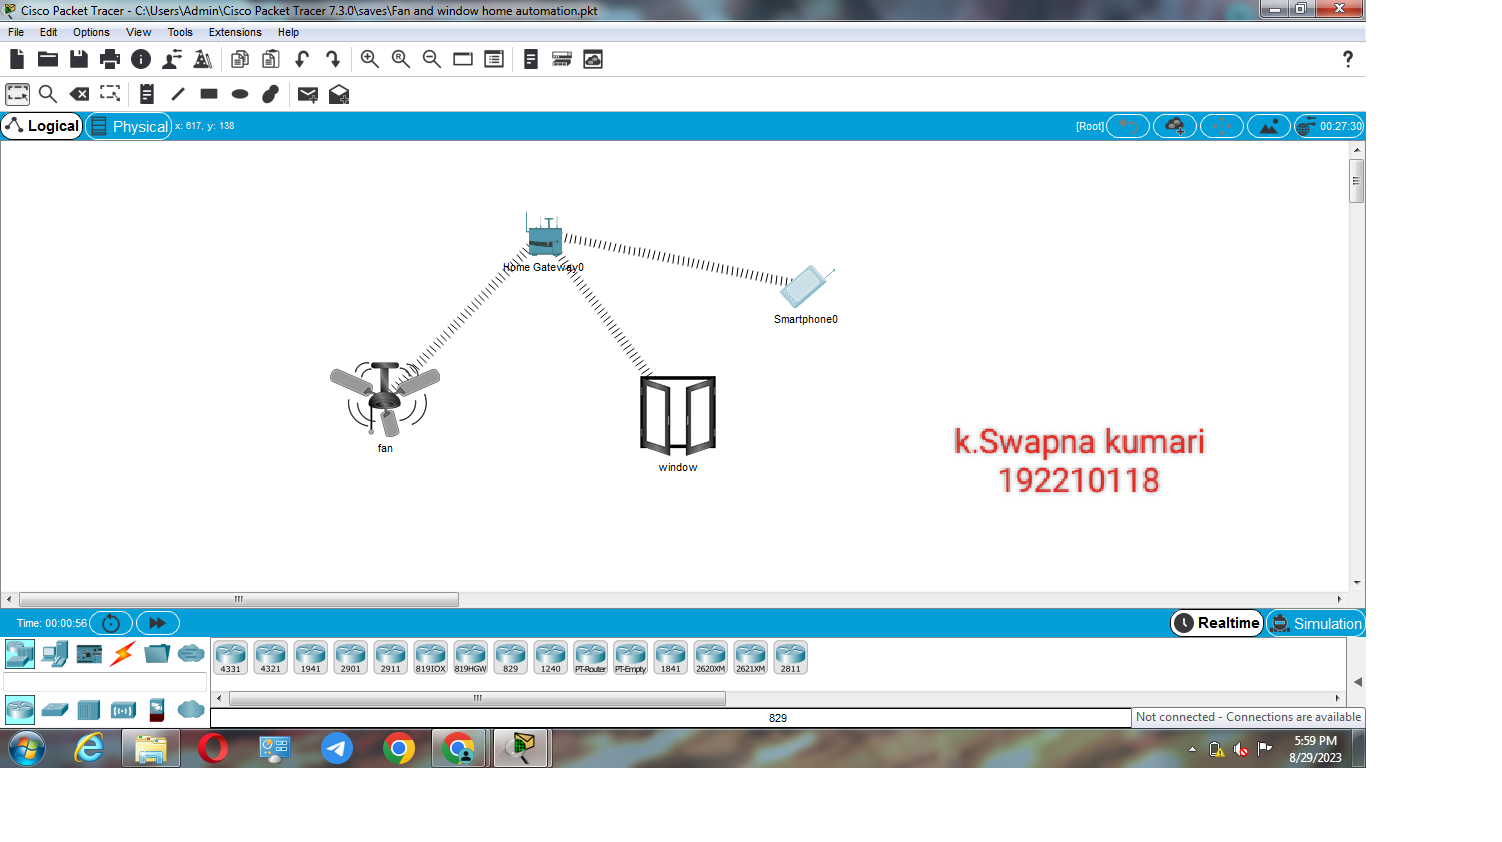 Cisco Packet Tracer - C:\Users\Admin\Cisco Packet Tracer 7.3.0\saves\Fan and window home automation.pkt
File Edit Options View Tools Extensions Help
Logical Physical x: 617, y: 138 [Root] 00:27:30
Home Gateway0
Smartphone0
fan
window
k.Swapna kumari
192210118
Time: 00:00:56 Realtime Simulation
4331 4321 1941 2901 2911 819IOX 819HGW 829 1240 PT-Router PT-Empty 1841 2620XM 2621XM 2811
829 Not connected - Connections are available
5:59 PM
8/29/2023